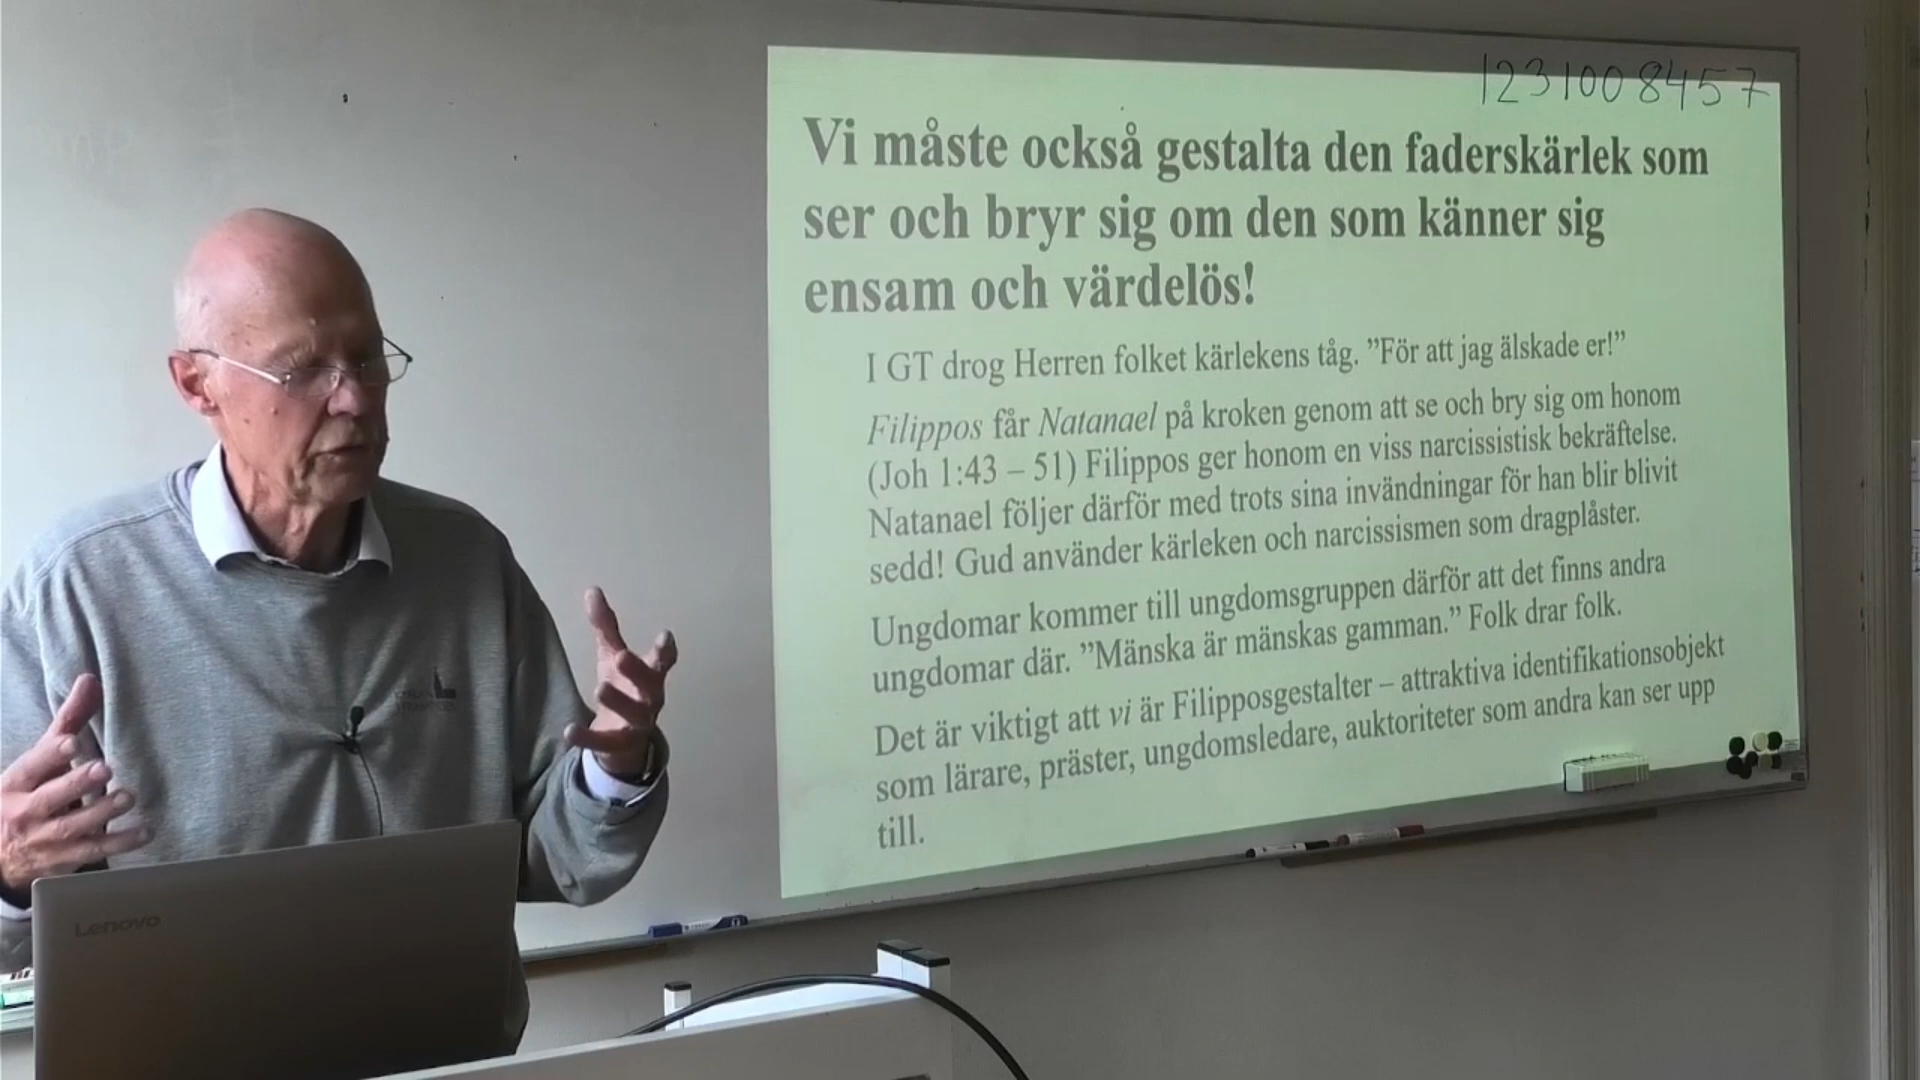 1231008457
Vi måste också gestalta den faderskärlek som
ser och bryr sig om den som känner sig
ensam och värdelös!
I GT drog Herren folket kärlekens tåg. ”För att jag älskade er!”
Filippos får Natanael på kroken genom att se och bry sig om honom
(Joh 1:43 – 51) Filippos ger honom en viss narcissistisk bekräftelse.
Natanael följer därför med trots sina invändningar för han blir blivit
sedd! Gud använder kärleken och narcissismen som dragplåster.
Ungdomar kommer till ungdomsgruppen därför att det finns andra
ungdomar där. ”Mänska är mänskas gamman.” Folk drar folk.
Det är viktigt att vi är Filipposgestalter – attraktiva identifikationsobjekt
som lärare, präster, ungdomsledare, auktoriteter som andra kan ser upp
till.
Lenovo